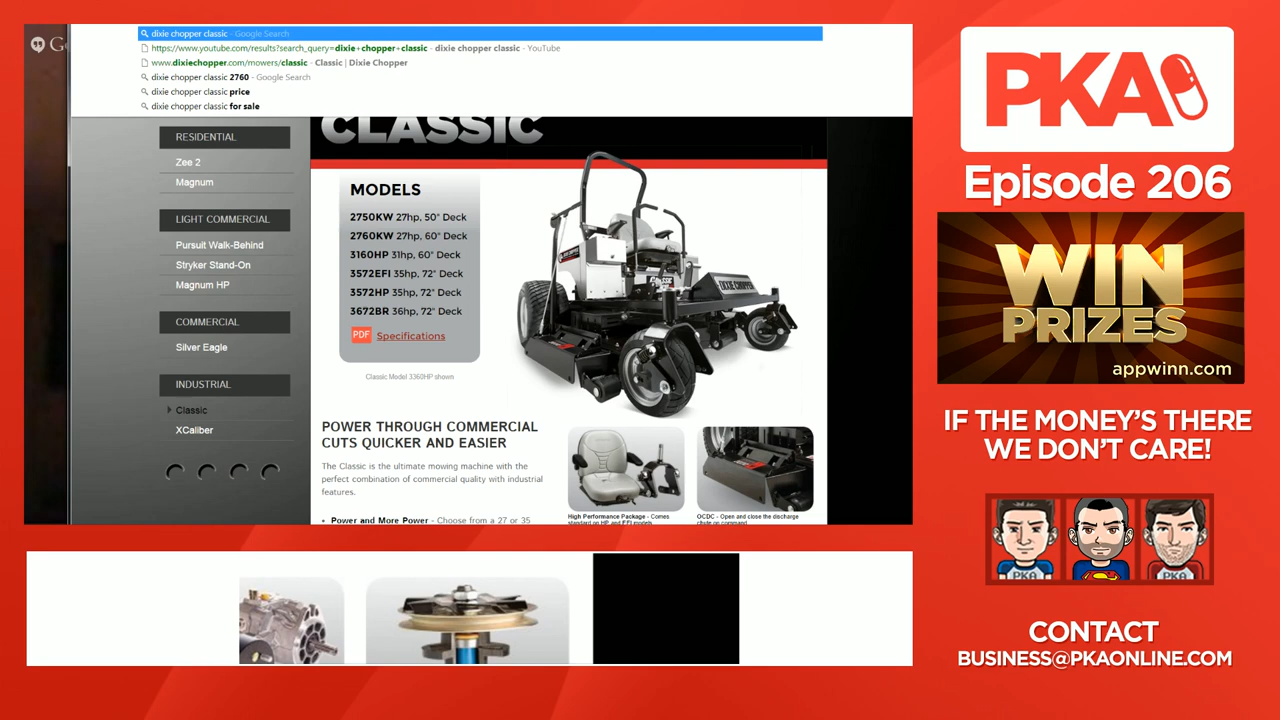 dixie chopper classic - Google Search
https://www.youtube.com/results?search_query=dixie+chopper+classic - dixie chopper classic - YouTube
www.dixiechopper.com/mowers/classic - Classic | Dixie Chopper
dixie chopper classic 2760 - Google Search
dixie chopper classic price
dixie chopper classic for sale
CLASSIC
RESIDENTIAL
Zee 2
Magnum
LIGHT COMMERCIAL
Pursuit Walk-Behind
Stryker Stand-On
Magnum HP
COMMERCIAL
Silver Eagle
INDUSTRIAL
Classic
XCaliber
MODELS
2750KW 27hp, 50" Deck
2760KW 27hp, 60" Deck
3160HP 31hp, 60" Deck
3572EFI 35hp, 72" Deck
3572HP 35hp, 72" Deck
3672BR 36hp, 72" Deck
PDF Specifications
Classic Model 3360HP shown
DIXIE CHOPPER
POWER THROUGH COMMERCIAL
CUTS QUICKER AND EASIER
The Classic is the ultimate mowing machine with the
perfect combination of commercial quality with industrial
features.
• Power and More Power - Choose from a 27 or 35
High Performance Package - Comes
standard on HP and EFI models
OCDC - Open and close the discharge
chute on command
PKA
Episode 206
WIN
PRIZES
appwinn.com
IF THE MONEY'S THERE
WE DON'T CARE!
PKA
PKA
CONTACT
BUSINESS@PKAONLINE.COM